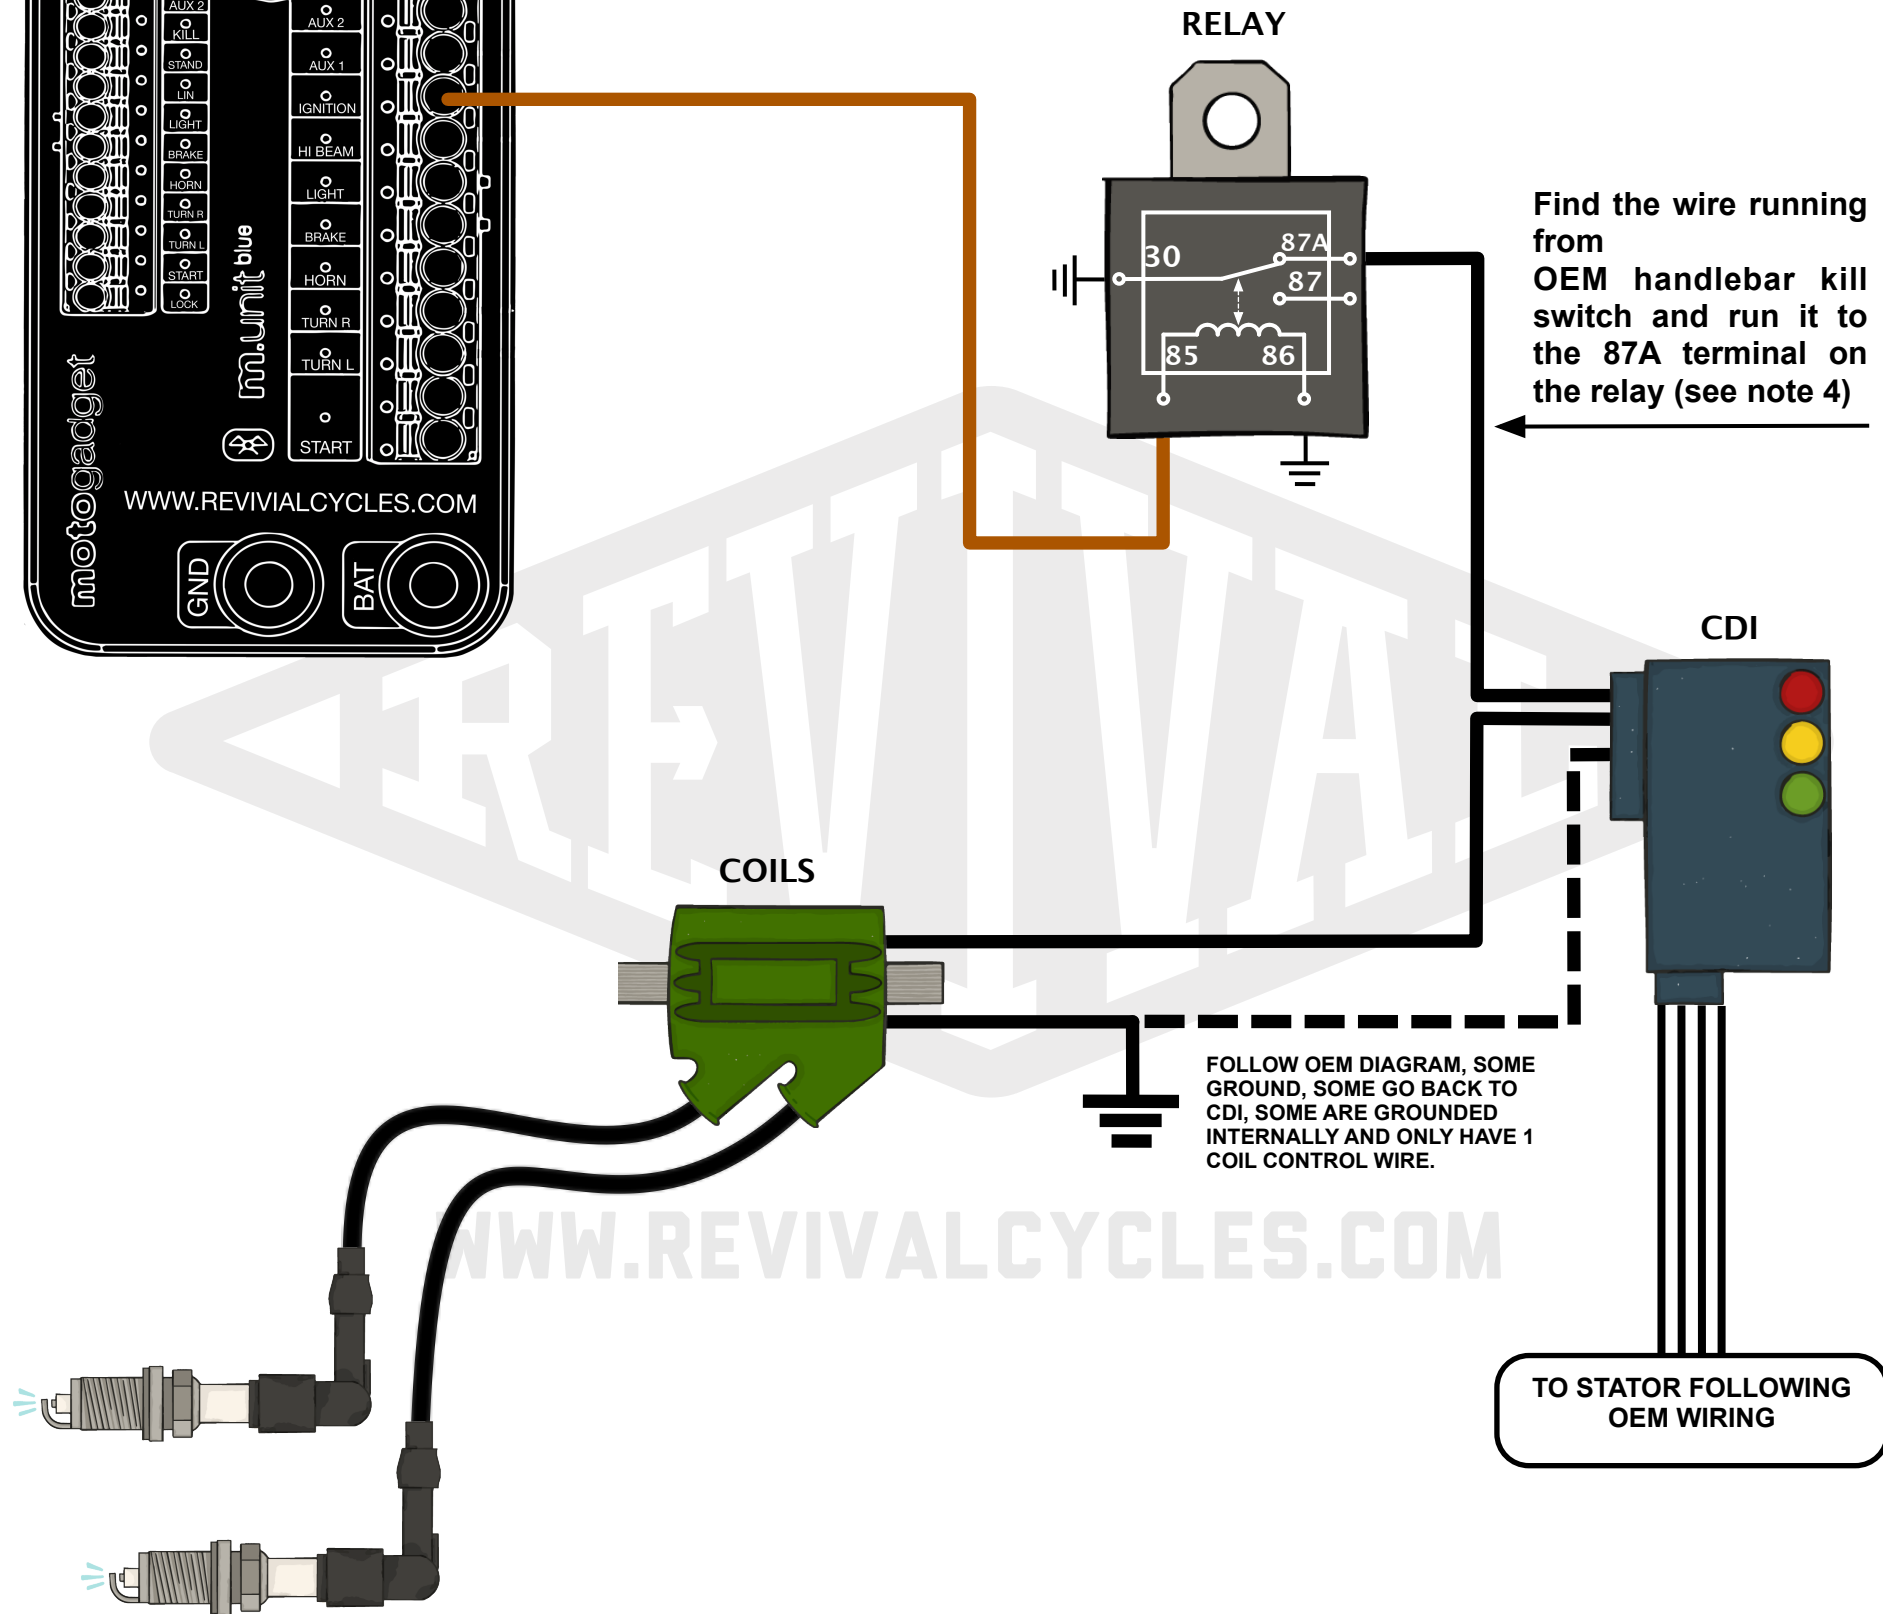 AUX 2
KILL
STAND
LIN
LIGHT
BRAKE
HORN
TURN R
TURN L
START
LOCK
AUX 2
AUX 1
IGNITION
HI BEAM
LIGHT
BRAKE
HORN
TURN R
TURN L
START
m.unit blue
motogadget
WWW.REVIVIALCYCLES.COM
GND
BAT
RELAY
30
87A
87
85
86
Find the wire running
from
OEM handlebar kill
switch and run it to
the 87A terminal on
the relay (see note 4)
CDI
REVIVAL
COILS
FOLLOW OEM DIAGRAM, SOME
GROUND, SOME GO BACK TO
CDI, SOME ARE GROUNDED
INTERNALLY AND ONLY HAVE 1
COIL CONTROL WIRE.
WWW.REVIVALCYCLES.COM
TO STATOR FOLLOWING
OEM WIRING